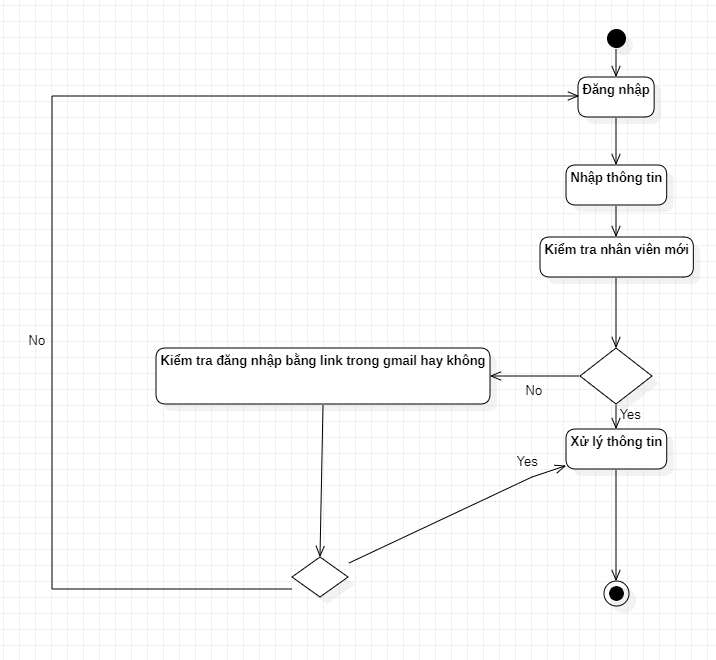 Đăng nhập
Nhập thông tin
Kiểm tra nhân viên mới
No
Kiểm tra đăng nhập bằng link trong gmail hay không
No
Yes
Xử lý thông tin
Yes